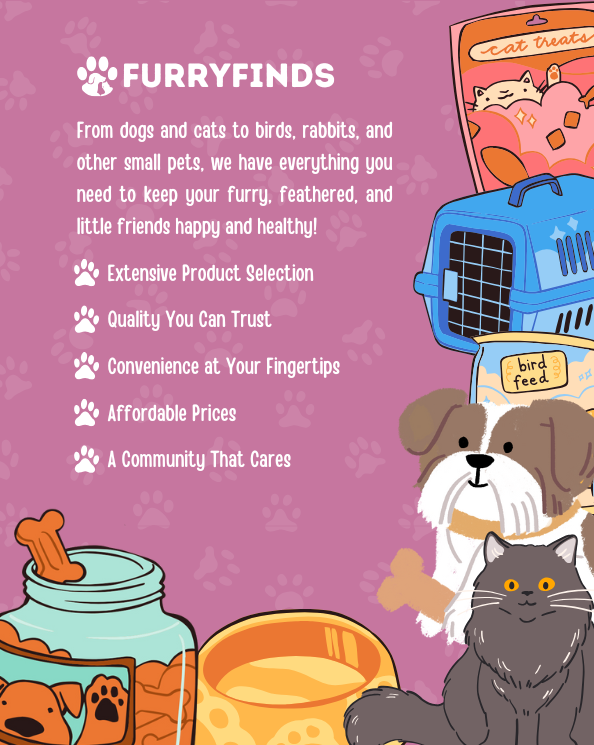 FURRYFINDS
From dogs and cats to birds, rabbits, and
other small pets, we have everything you
need to keep your furry, feathered, and
little friends happy and healthy!
Extensive Product Selection
Quality You Can Trust
Convenience at Your Fingertips
Affordable Prices
A Community That Cares
cat treats
bird
feed